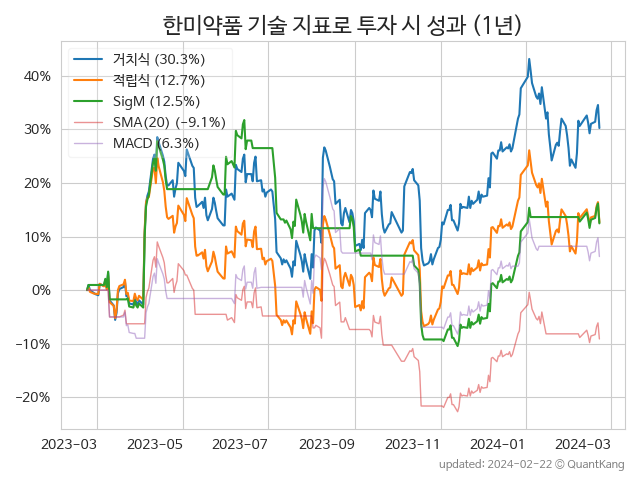 한미약품 기술 지표로 투자 시 성과 (1년)
거치식 (30.3%)
적립식 (12.7%)
SigM (12.5%)
SMA(20) (−9.1%)
MACD (6.3%)
40%
30%
20%
10%
0%
−10%
−20%
2023-03 2023-05 2023-07 2023-09 2023-11 2024-01 2024-03
updated: 2024-02-22 ⓒ QuantKang